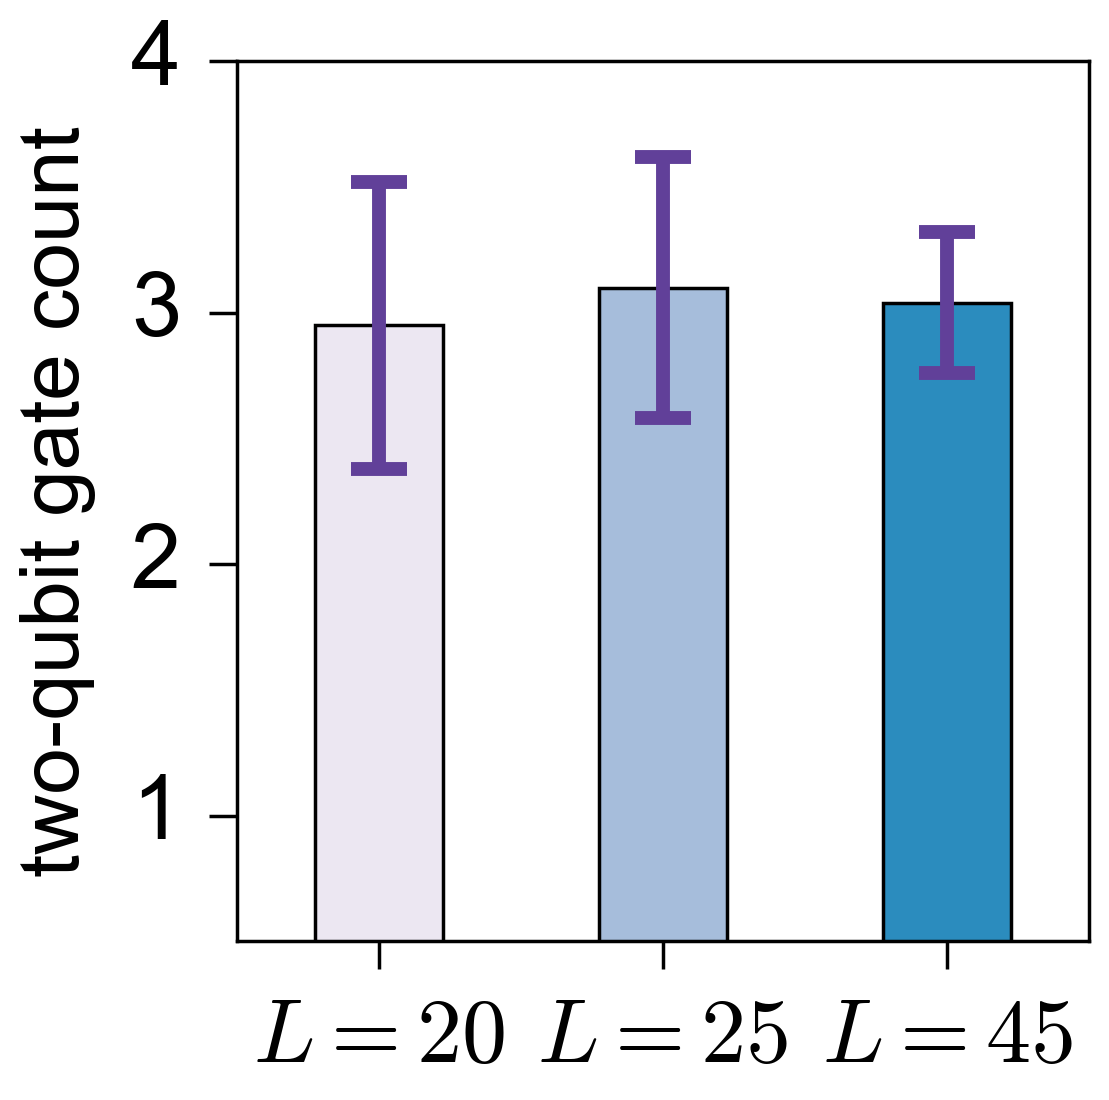 two-qubit gate count
4
3
2
1
L = 20 L = 25 L = 45